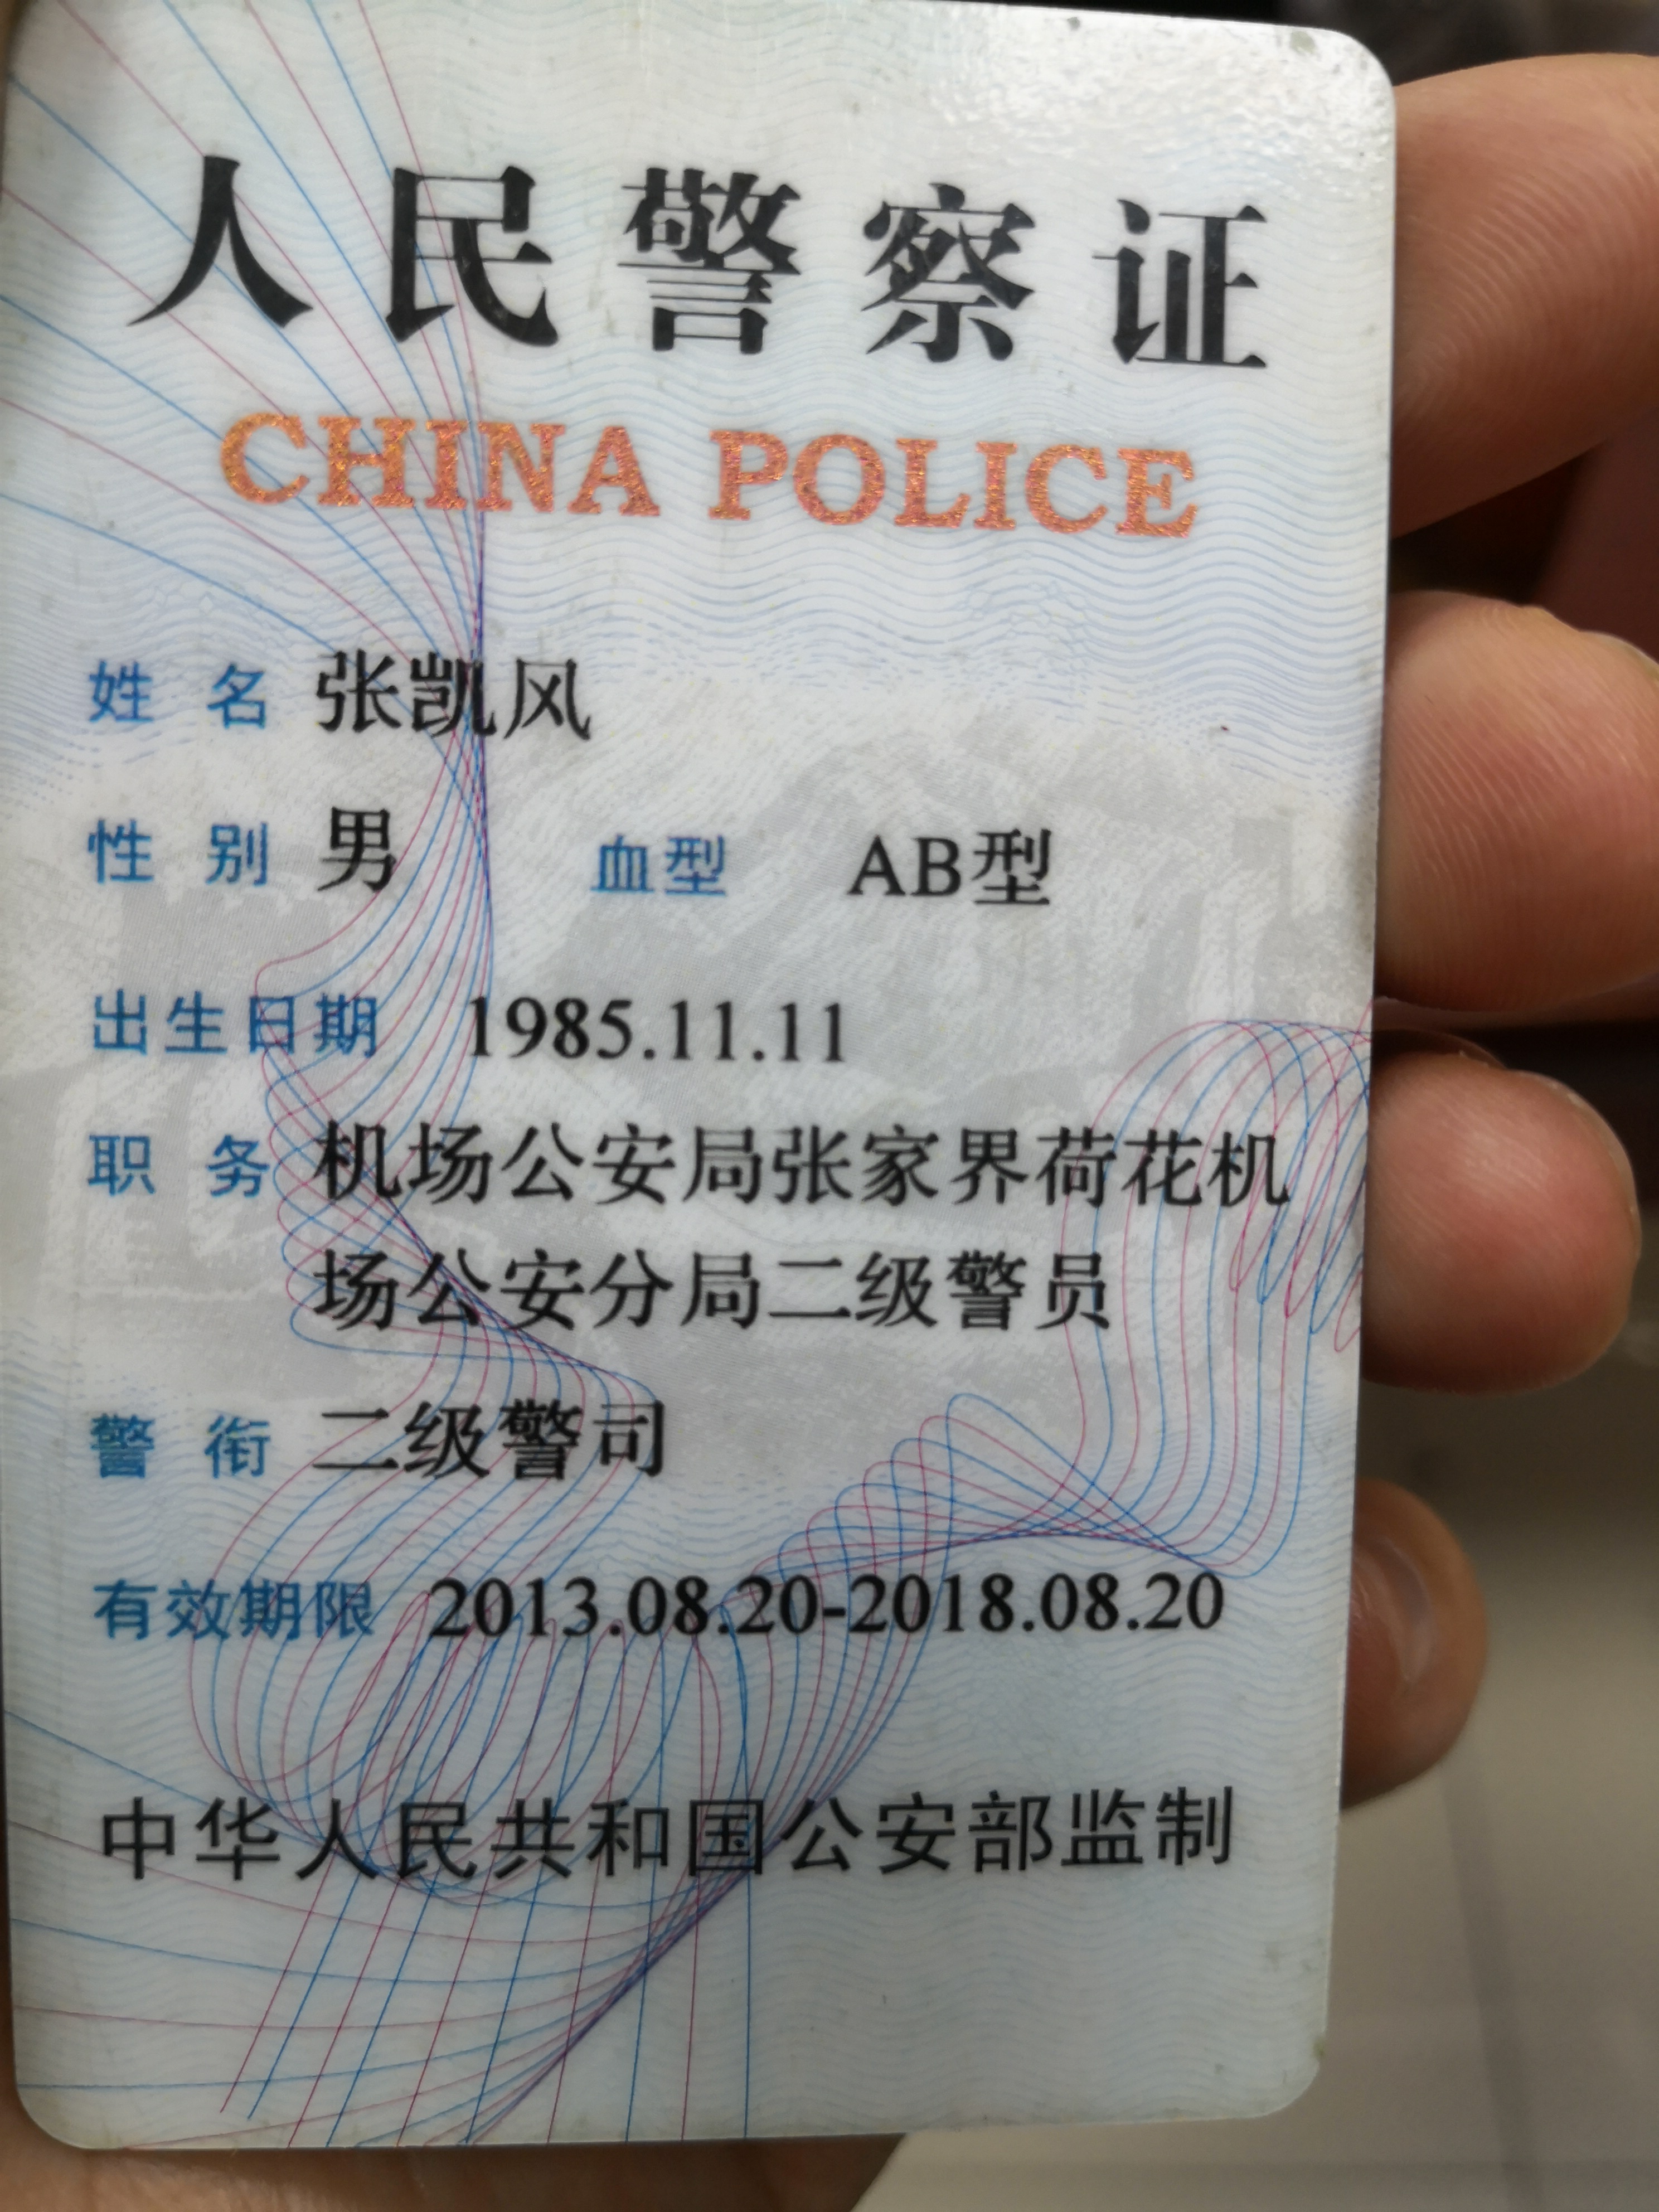 人民警察证
CHINA POLICE
姓名 张凯风
性别 男 血型 AB型
出生日期 1985.11.11
职务 机场公安局张家界荷花机
场公安分局二级警员
警衔 二级警司
有效期限 2013.08.20-2018.08.20
中华人民共和国公安部监制